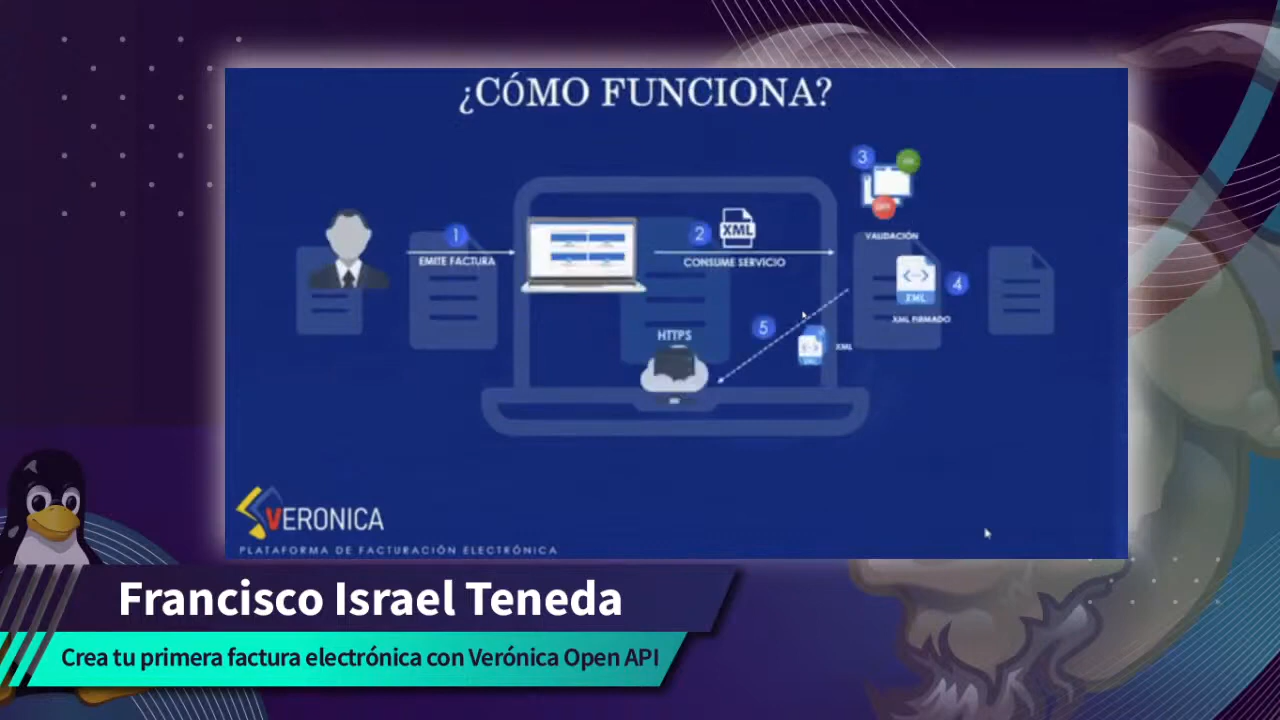 ¿CÓMO FUNCIONA?
1
EMITE FACTURA
2
XML
CONSUME SERVICIO
3
VALIDACIÓN
XML
4
XML FIRMADO
5
XML
HTTPS
VERONICA
PLATAFORMA DE FACTURACIÓN ELECTRÓNICA
Francisco Israel Teneda
Crea tu primera factura electrónica con Verónica Open API